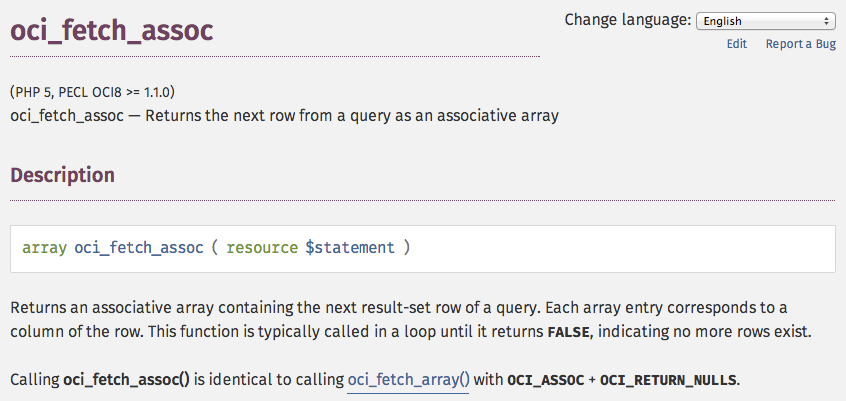 oci_fetch_assoc
Change language: English
Edit Report a Bug
(PHP 5, PECL OCI8 >= 1.1.0)
oci_fetch_assoc — Returns the next row from a query as an associative array
Description
array oci_fetch_assoc ( resource $statement )
Returns an associative array containing the next result-set row of a query. Each array entry corresponds to a
column of the row. This function is typically called in a loop until it returns FALSE, indicating no more rows exist.
Calling oci_fetch_assoc() is identical to calling oci_fetch_array() with OCI_ASSOC + OCI_RETURN_NULLS.